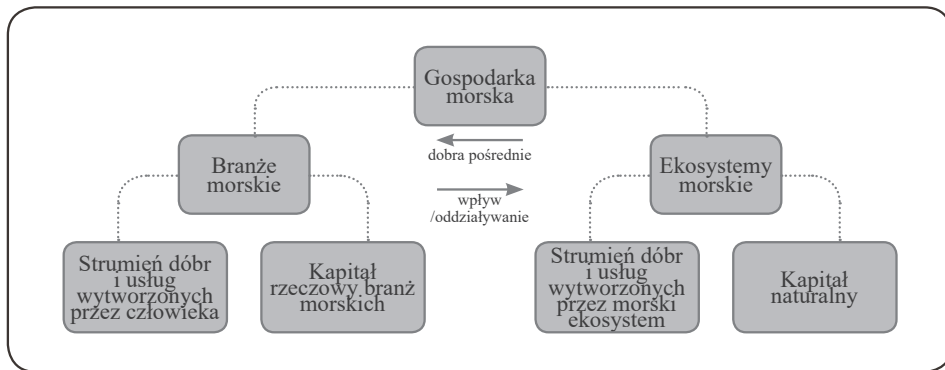 Gospodarka
morska
dobra pośrednie
Branże
morskie
Ekosystemy
morskie
wpływ
/oddziaływanie
Strumień dóbr
i usług
wytworzonych
przez człowieka
Kapitał
rzeczowy branż
morskich
Strumień dóbr
i usług
wytworzonych
przez morski
ekosystem
Kapitał
naturalny